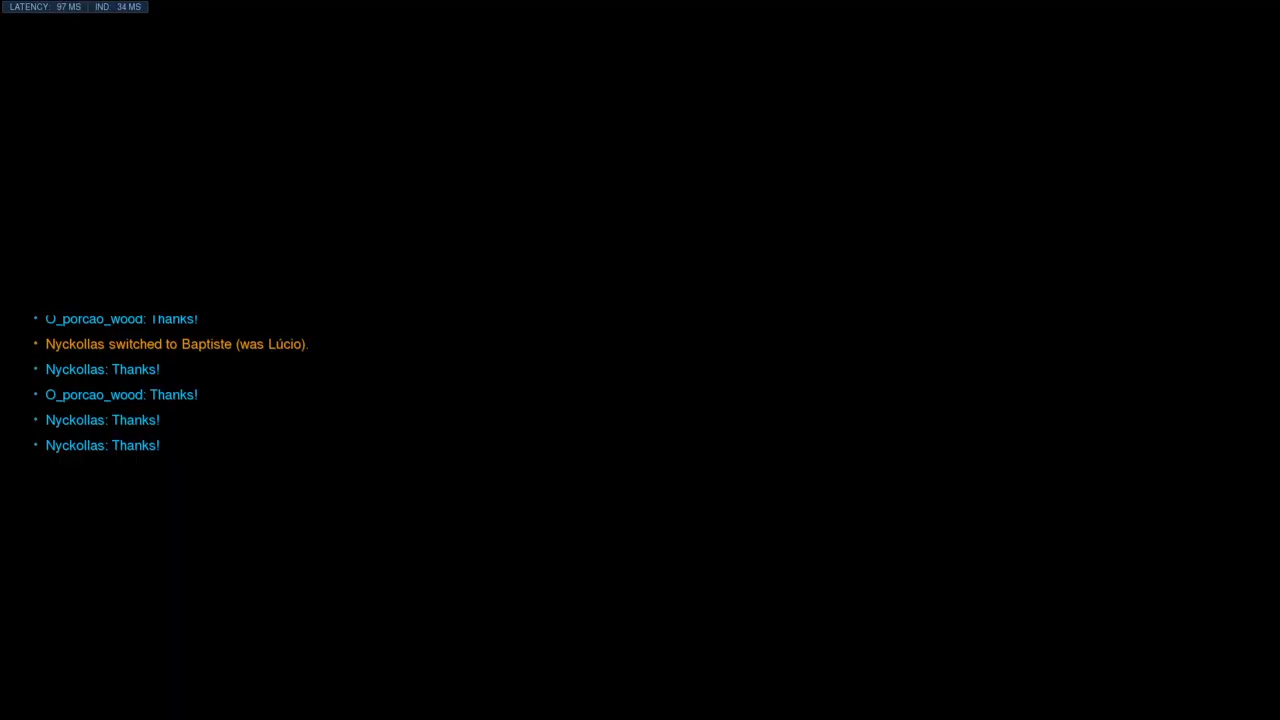 LATENCY: 97 MS | IND: 34 MS
• O_porcao_wood: Thanks!
• Nyckollas switched to Baptiste (was Lúcio).
• Nyckollas: Thanks!
• O_porcao_wood: Thanks!
• Nyckollas: Thanks!
• Nyckollas: Thanks!